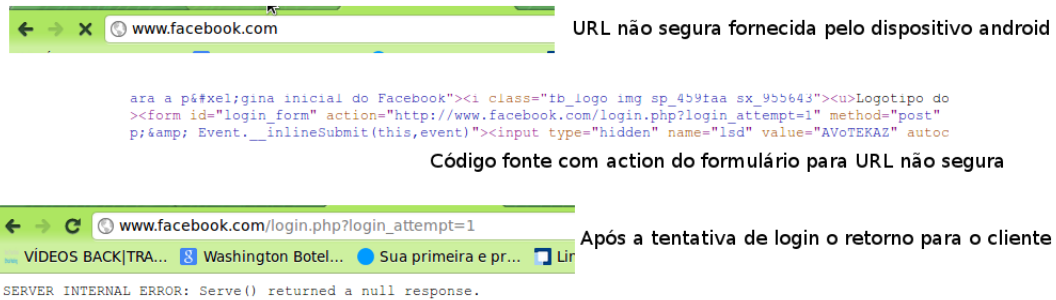 www.facebook.com
URL não segura fornecida pelo dispositivo android
ara a p&#xe1;gina inicial do Facebook"><i class="fb_logo img sp_459faa sx_955643"><u>Logotipo do
><form id="login_form" action="http://www.facebook.com/login.php?login_attempt=1" method="post"
p;&amp; Event.__inlineSubmit(this,event)"><input type="hidden" name="lsd" value="AVoTEKAZ" autoc
Código fonte com action do formulário para URL não segura
www.facebook.com/login.php?login_attempt=1
Após a tentativa de login o retorno para o cliente
VÍDEOS BACK|TRA... Washington Botel... Sua primeira e pr... Lin
SERVER INTERNAL ERROR: Serve() returned a null response.